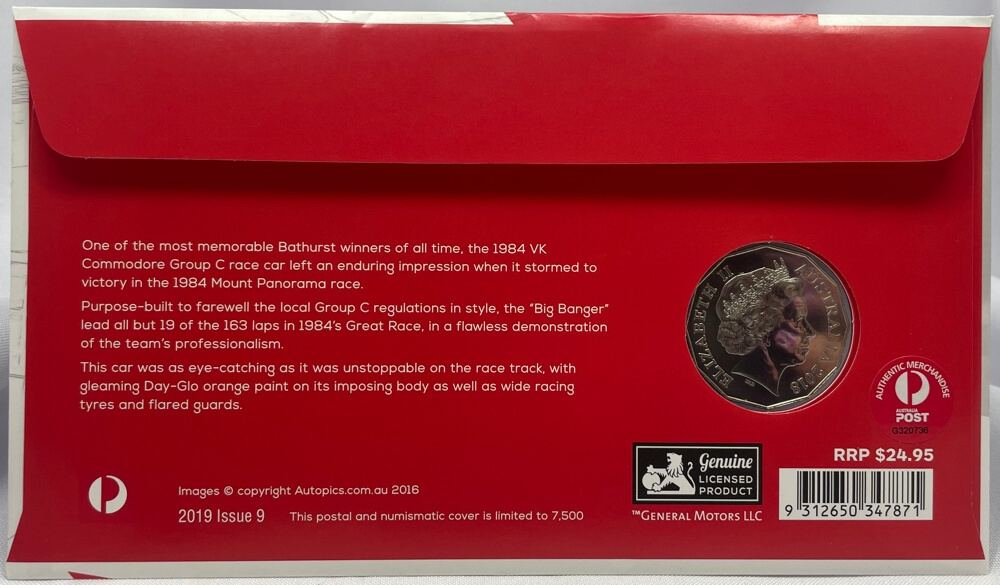 One of the most memorable Bathurst winners of all time, the 1984 VK
Commodore Group C race car left an enduring impression when it stormed to
victory in the 1984 Mount Panorama race.
Purpose-built to farewell the local Group C regulations in style, the “Big Banger”
lead all but 19 of the 163 laps in 1984’s Great Race, in a flawless demonstration
of the team’s professionalism.
This car was as eye-catching as it was unstoppable on the race track, with
gleaming Day-Glo orange paint on its imposing body as well as wide racing
tyres and flared guards.
ELIZABETH II AUSTRALIA 2016
AUTHENTIC MERCHANDISE
AUSTRALIA
POST
G320736
RRP $24.95
Genuine
LICENSED
PRODUCT
™GENERAL MOTORS LLC
9 312650 347871
Images © copyright Autopics.com.au 2016
2019 Issue 9
This postal and numismatic cover is limited to 7,500